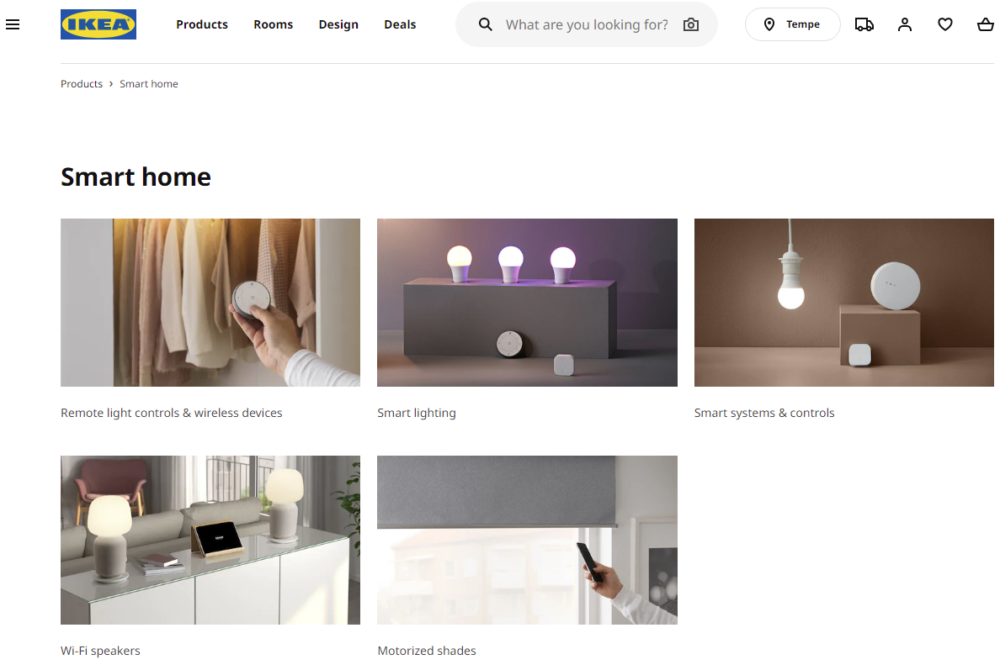 IKEA
Products Rooms Design Deals
What are you looking for?
Tempe
Products › Smart home
Smart home
Remote light controls & wireless devices
Smart lighting
Smart systems & controls
Wi-Fi speakers
Motorized shades